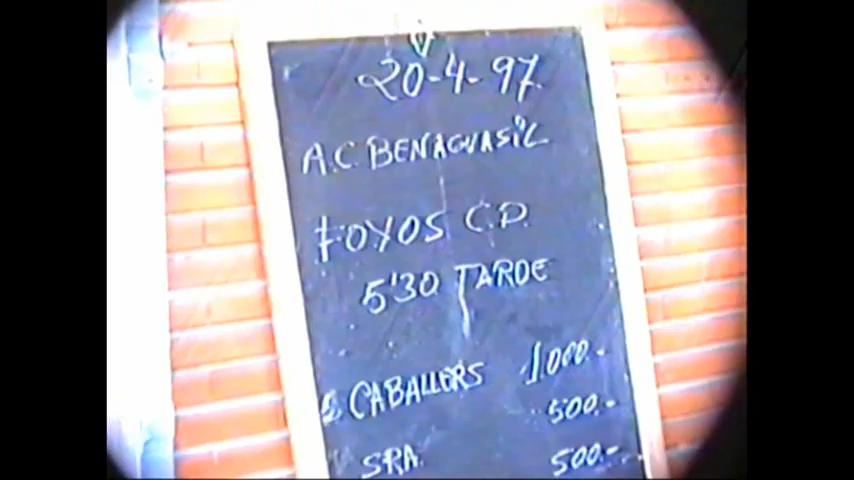 20-4-97
A.C. BENAGUASIL
FOYOS C.D.
5'30 TARDE
CABALLERS 1000.-
500.-
SRA. 500.-